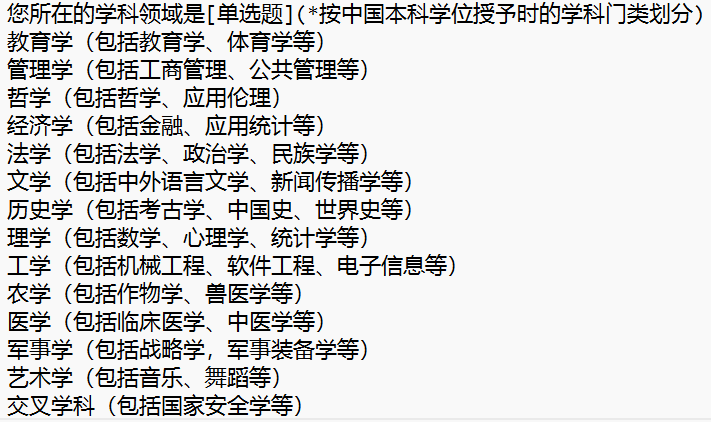 您所在的学科领域是[单选题](*按中国本科学位授予时的学科门类划分)
教育学（包括教育学、体育学等）
管理学（包括工商管理、公共管理等）
哲学（包括哲学、应用伦理）
经济学（包括金融、应用统计等）
法学（包括法学、政治学、民族学等）
文学（包括中外语言文学、新闻传播学等）
历史学（包括考古学、中国史、世界史等）
理学（包括数学、心理学、统计学等）
工学（包括机械工程、软件工程、电子信息等）
农学（包括作物学、兽医学等）
医学（包括临床医学、中医学等）
军事学（包括战略学，军事装备学等）
艺术学（包括音乐、舞蹈等）
交叉学科（包括国家安全学等）